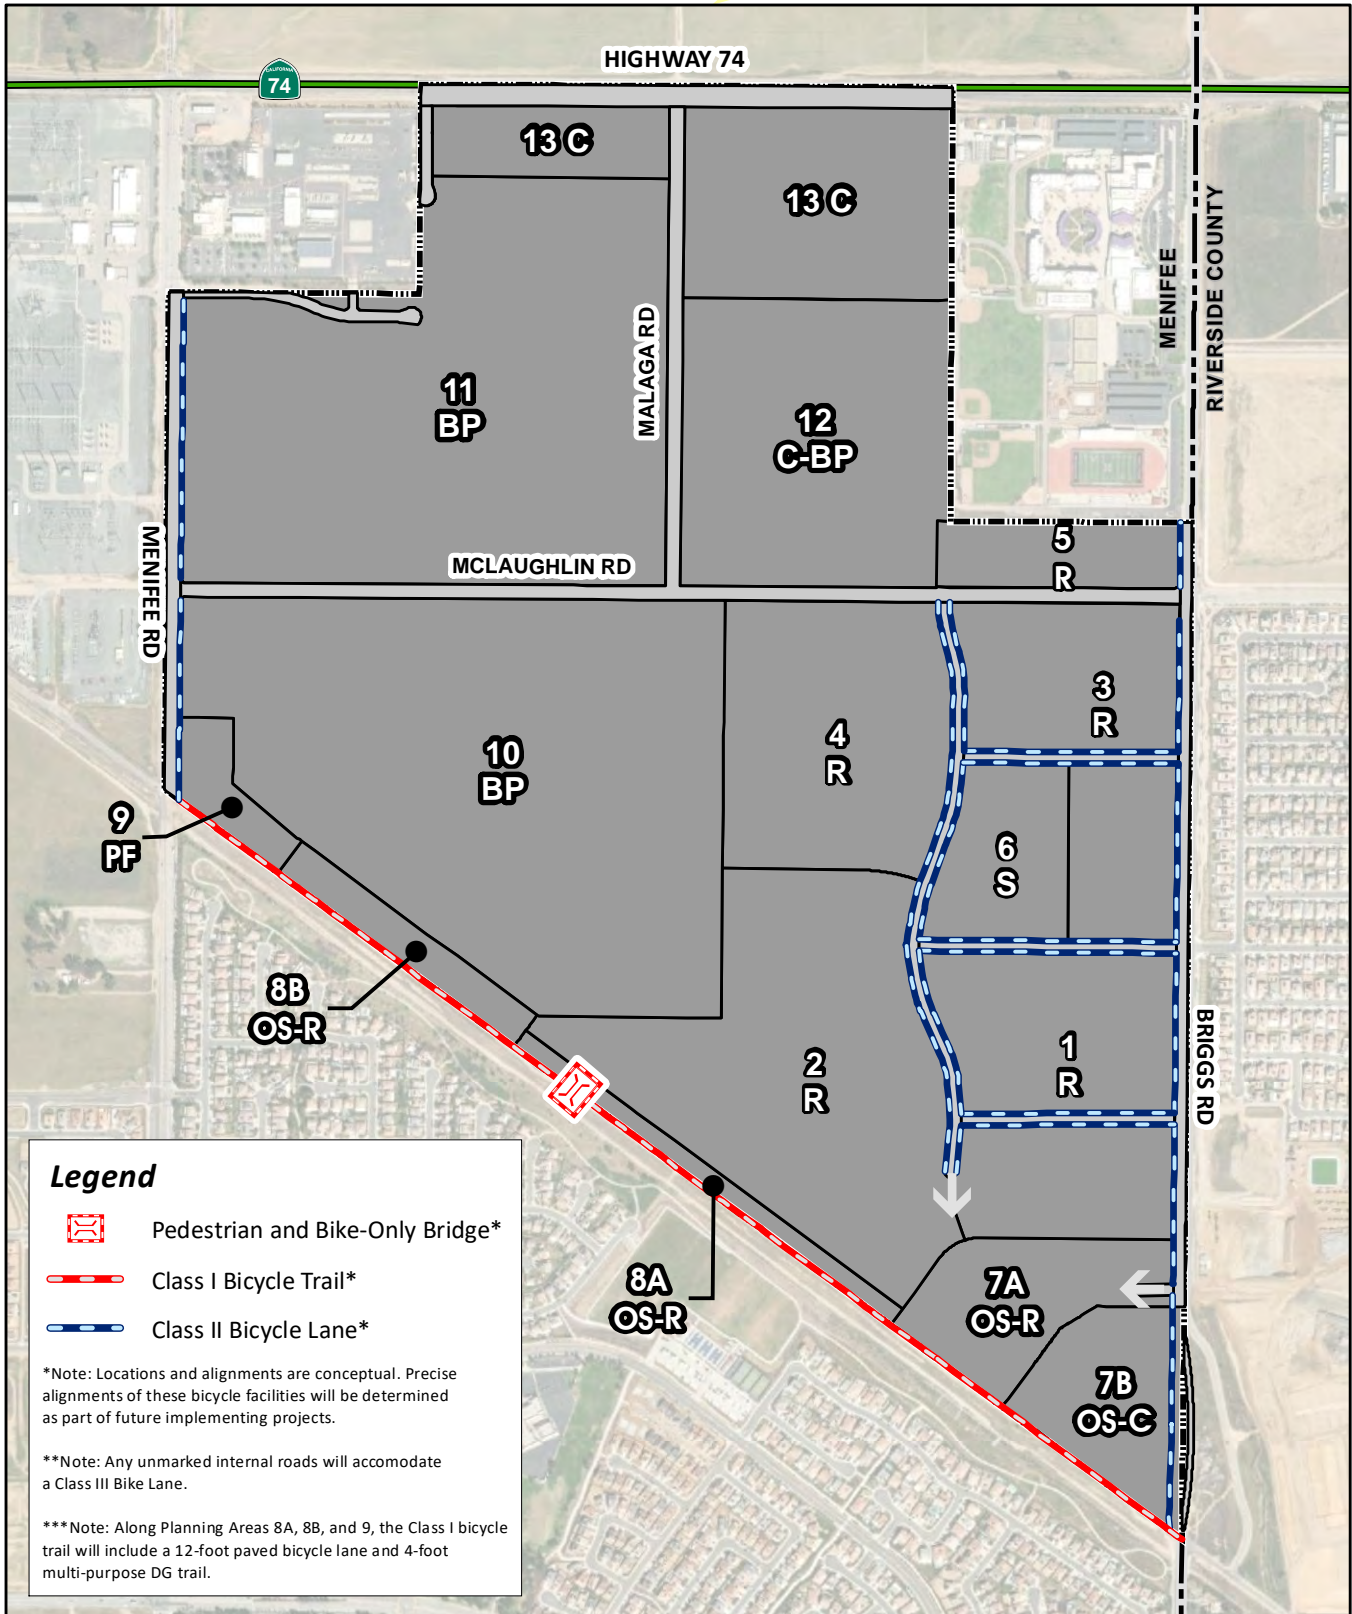 HIGHWAY 74
CALIFORNIA
74
13 C
13 C
MENIFEE
RIVERSIDE COUNTY
MALAGA RD
11
BP
12
C-BP
5
R
MENIFEE RD
MCLAUGHLIN RD
3
R
4
R
10
BP
9
PF
6
S
8B
OS-R
2
R
1
R
BRIGGS RD
8A
OS-R
7A
OS-R
7B
OS-C
Legend
Pedestrian and Bike-Only Bridge*
Class I Bicycle Trail*
Class II Bicycle Lane*
*Note: Locations and alignments are conceptual. Precise
alignments of these bicycle facilities will be determined
as part of future implementing projects.
**Note: Any unmarked internal roads will accomodate
a Class III Bike Lane.
***Note: Along Planning Areas 8A, 8B, and 9, the Class I bicycle
trail will include a 12-foot paved bicycle lane and 4-foot
multi-purpose DG trail.